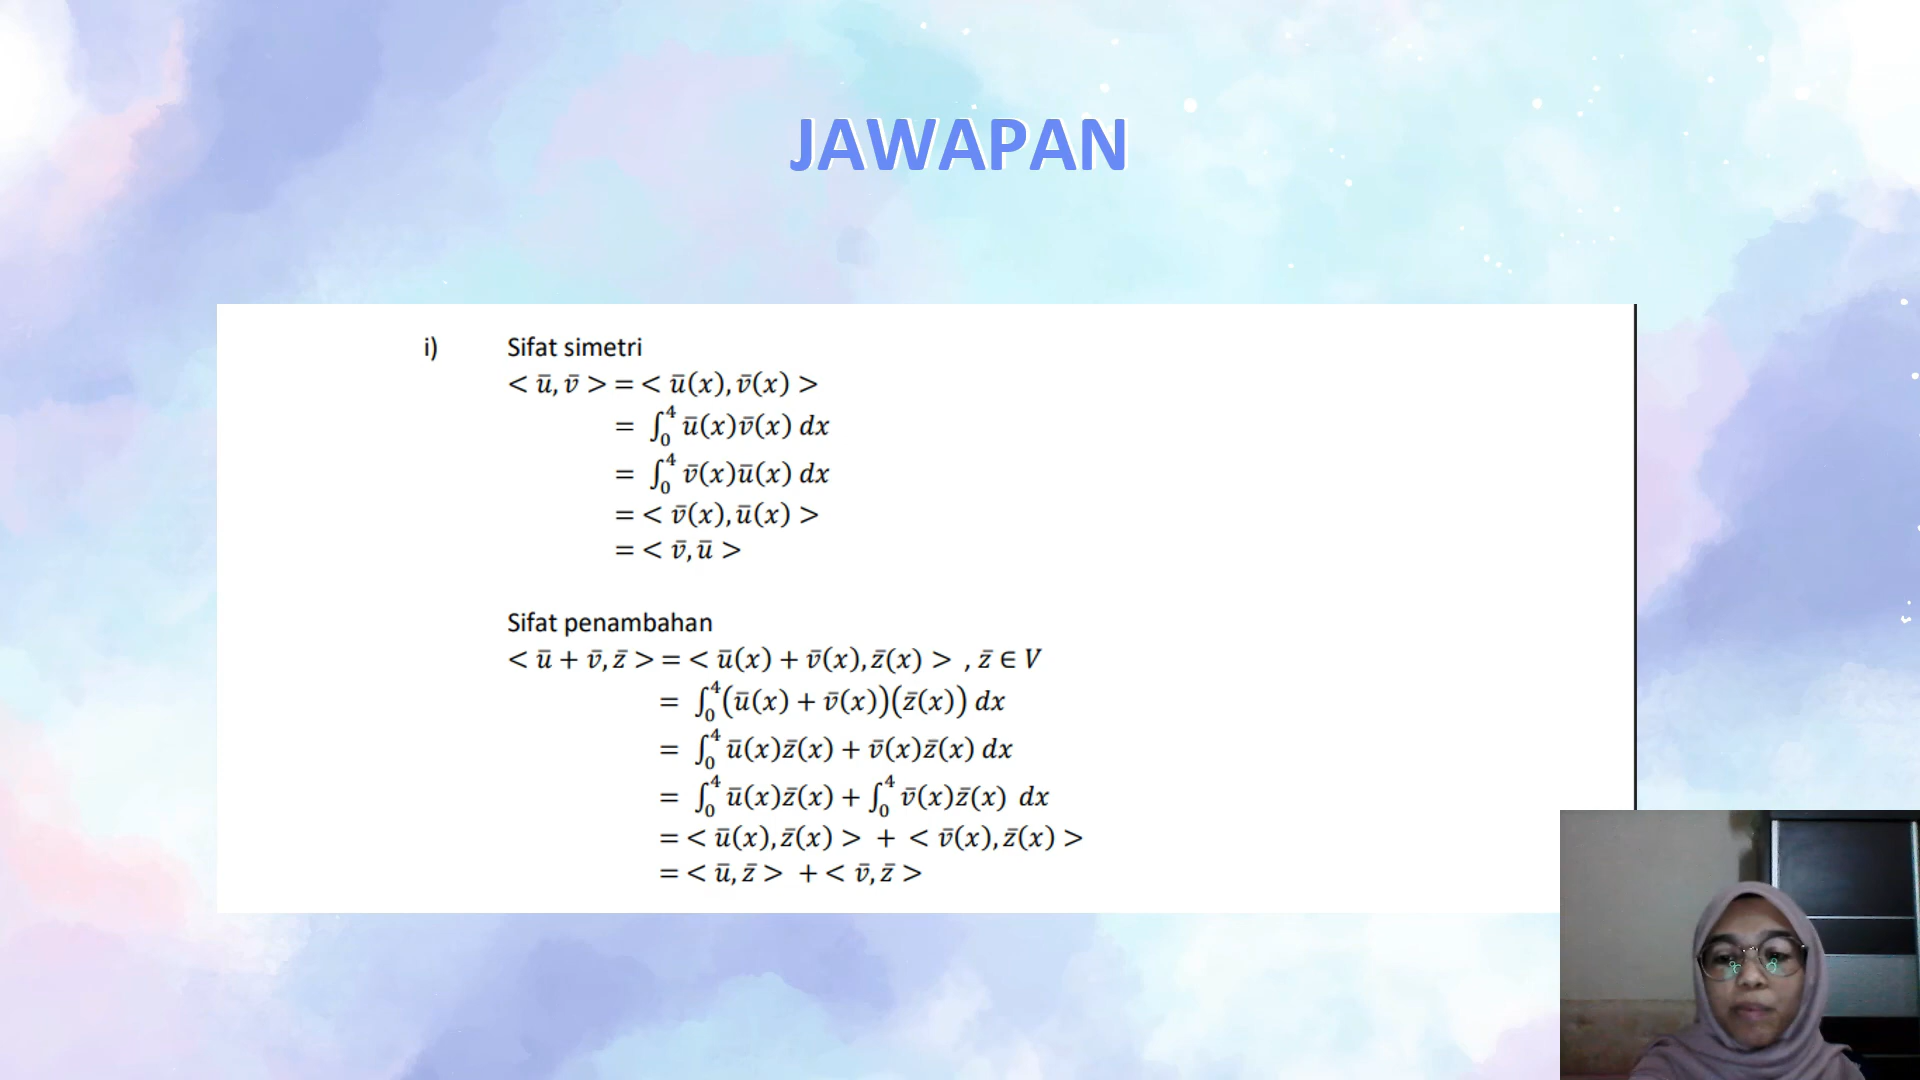 JAWAPAN
i) Sifat simetri
< ū, v̄ > = < ū(x), v̄(x) >
= ∫₀⁴ ū(x)v̄(x) dx
= ∫₀⁴ v̄(x)ū(x) dx
= < v̄(x), ū(x) >
= < v̄, ū >
Sifat penambahan
< ū + v̄, z̄ > = < ū(x) + v̄(x), z̄(x) > , z̄ ∈ V
= ∫₀⁴ (ū(x) + v̄(x))(z̄(x)) dx
= ∫₀⁴ ū(x)z̄(x) + v̄(x)z̄(x) dx
= ∫₀⁴ ū(x)z̄(x) + ∫₀⁴ v̄(x)z̄(x) dx
= < ū(x), z̄(x) > + < v̄(x), z̄(x) >
= < ū, z̄ > + < v̄, z̄ >